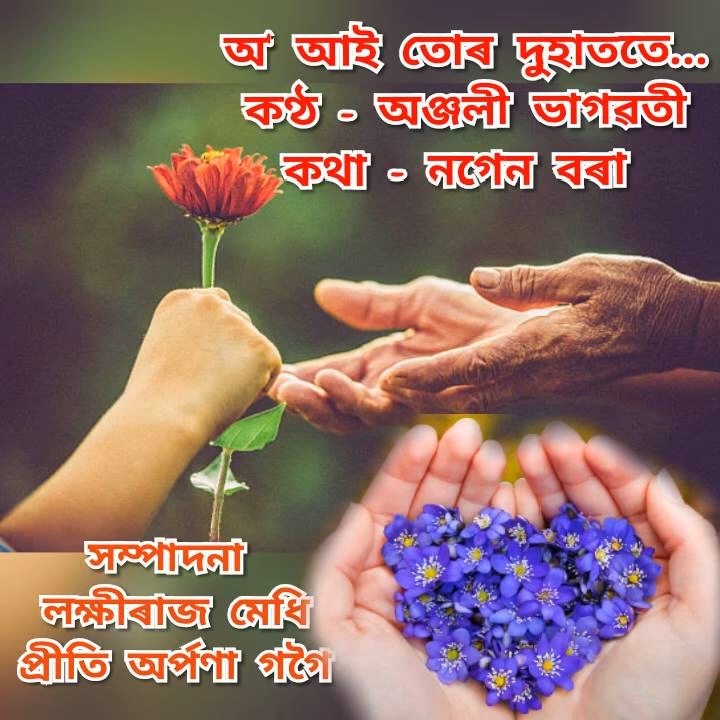 অ' আই তোৰ দুহাততে...
কণ্ঠ - অঞ্জলী ভাগৱতী
কথা - নগেন বৰা
সম্পাদনা
লক্ষীৰাজ মেধি
প্ৰীতি অৰ্পণা গগৈ